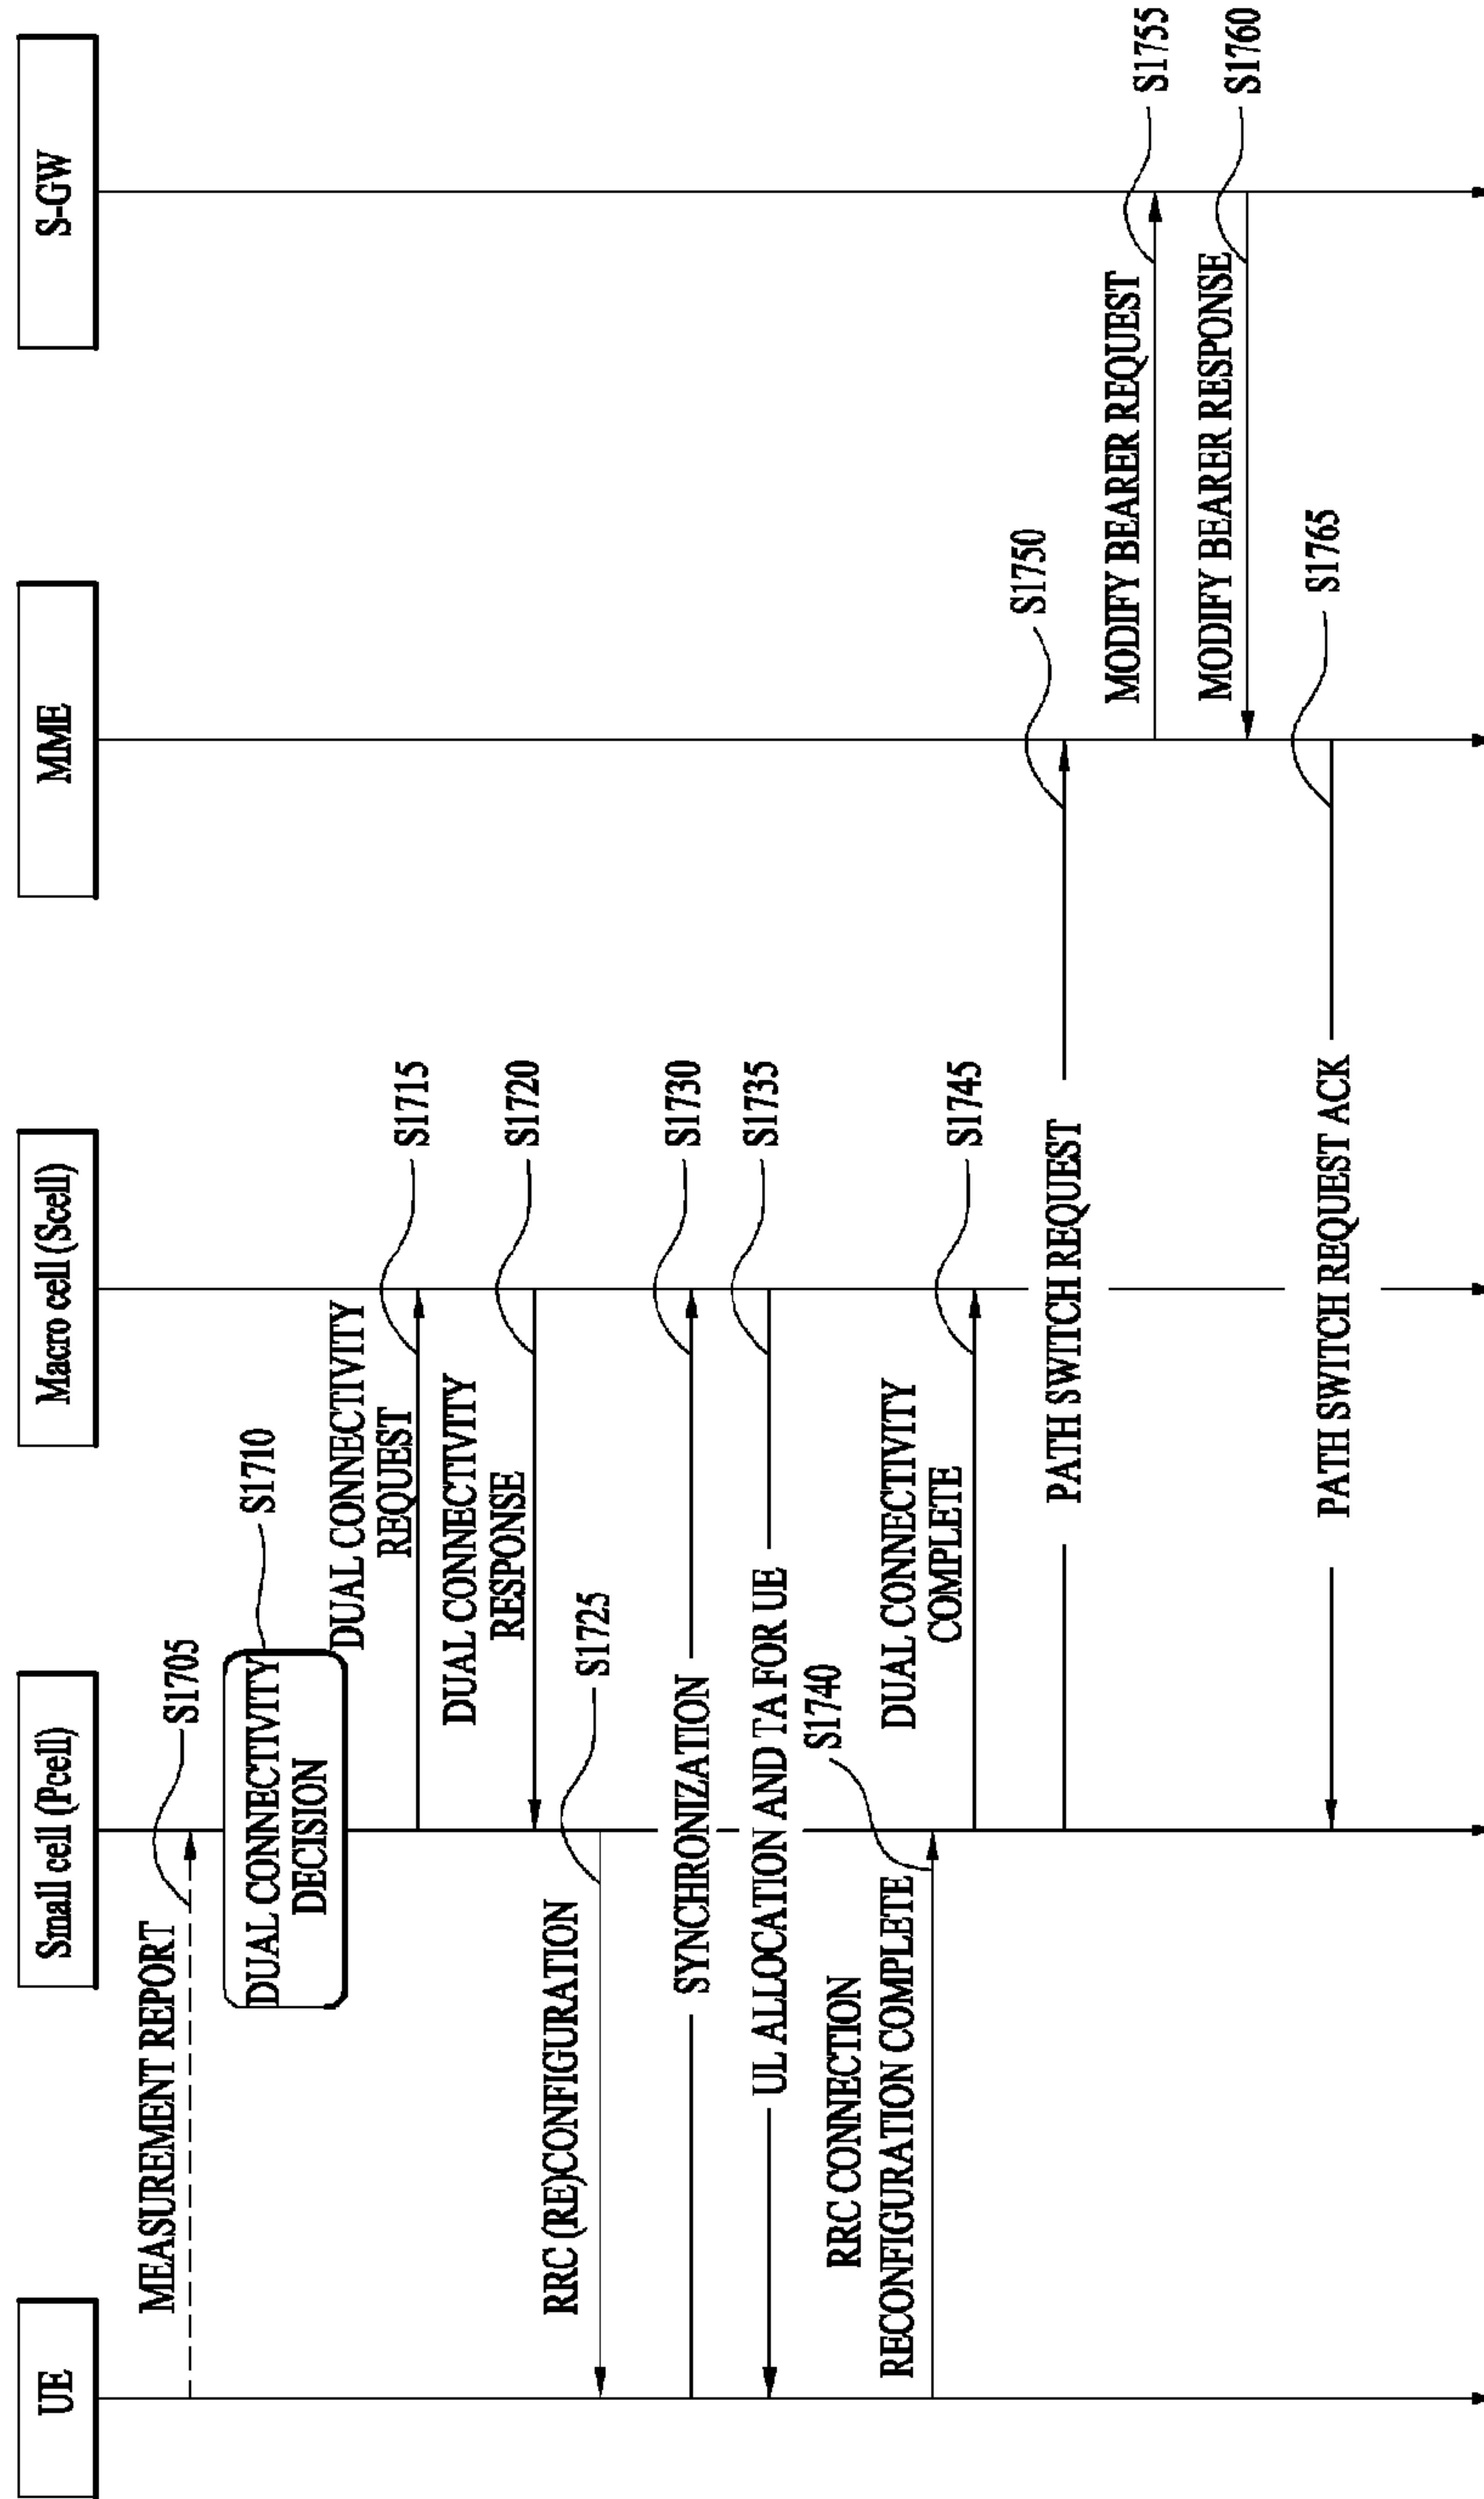 UE
Small cell (Pcell)
Macro cell (Scell)
MME
S-GW
MEASUREMENT REPORT
S1705
DUAL CONNECTIVITY
DECISION
S1710
DUAL CONNECTIVITY
REQUEST
S1715
DUAL CONNECTIVITY
RESPONSE
S1720
RRC (RE)CONFIGURATION
S1725
SYNCHRONIZATION
S1730
UL ALLOCATION AND TA FOR UE
S1735
RRC CONNECTION
RECONFIGURATION COMPLETE
S1740
DUAL CONNECTIVITY
COMPLETE
S1745
PATH SWITCH REQUEST
S1750
MODIFY BEARER REQUEST
S1755
MODIFY BEARER RESPONSE
S1760
PATH SWITCH REQUEST ACK
S1765